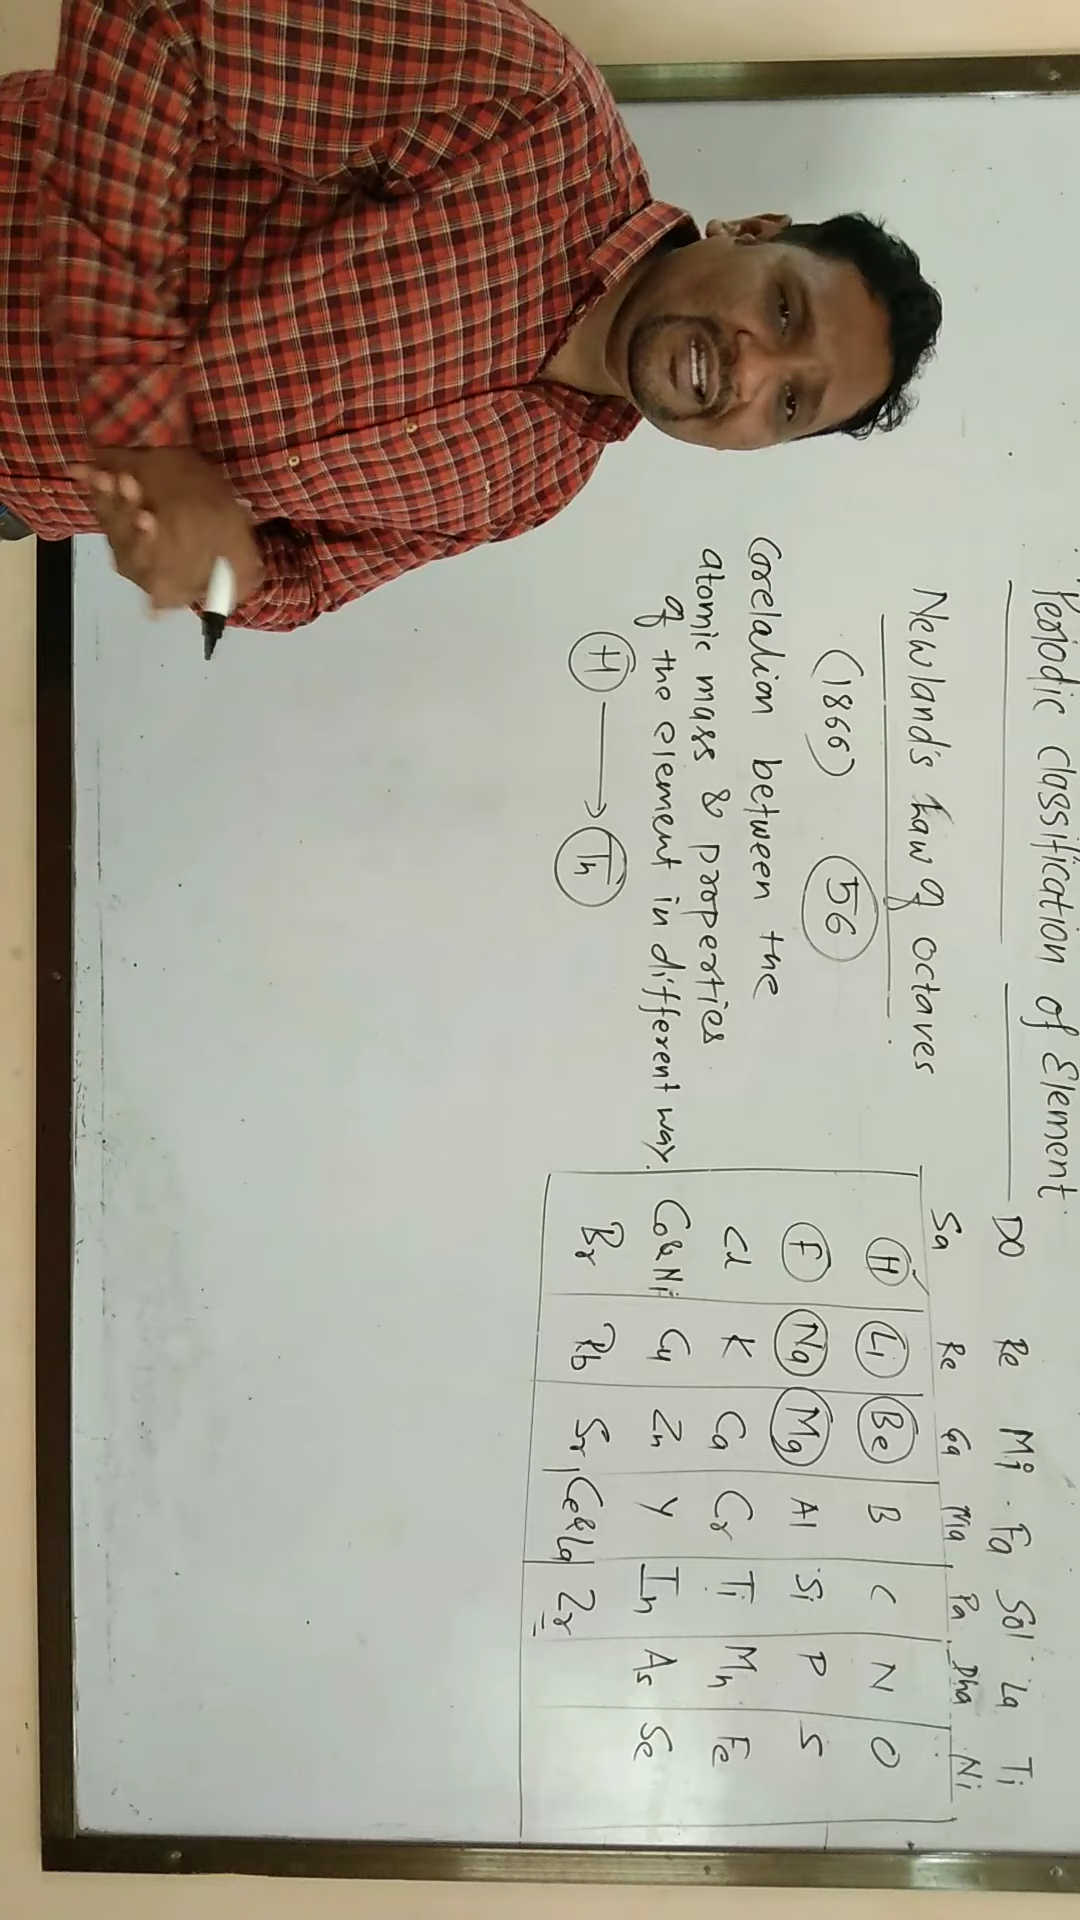 Periodic classification of Element.
Newland's Law of octaves
(1866) 56
Corelation between the
atomic mass & properties
of the element in different way.
H → Th
DO Re Mi Fa Sol La Ti
Sa Re Ga Ma Pa Dha Ni
H Li Be B C N O
F Na Mg Al Si P S
Cl K Ca Cr Ti Mn Fe
Co&Ni Cu Zn Y In As Se
Br Rb Sr Ce&La Zr